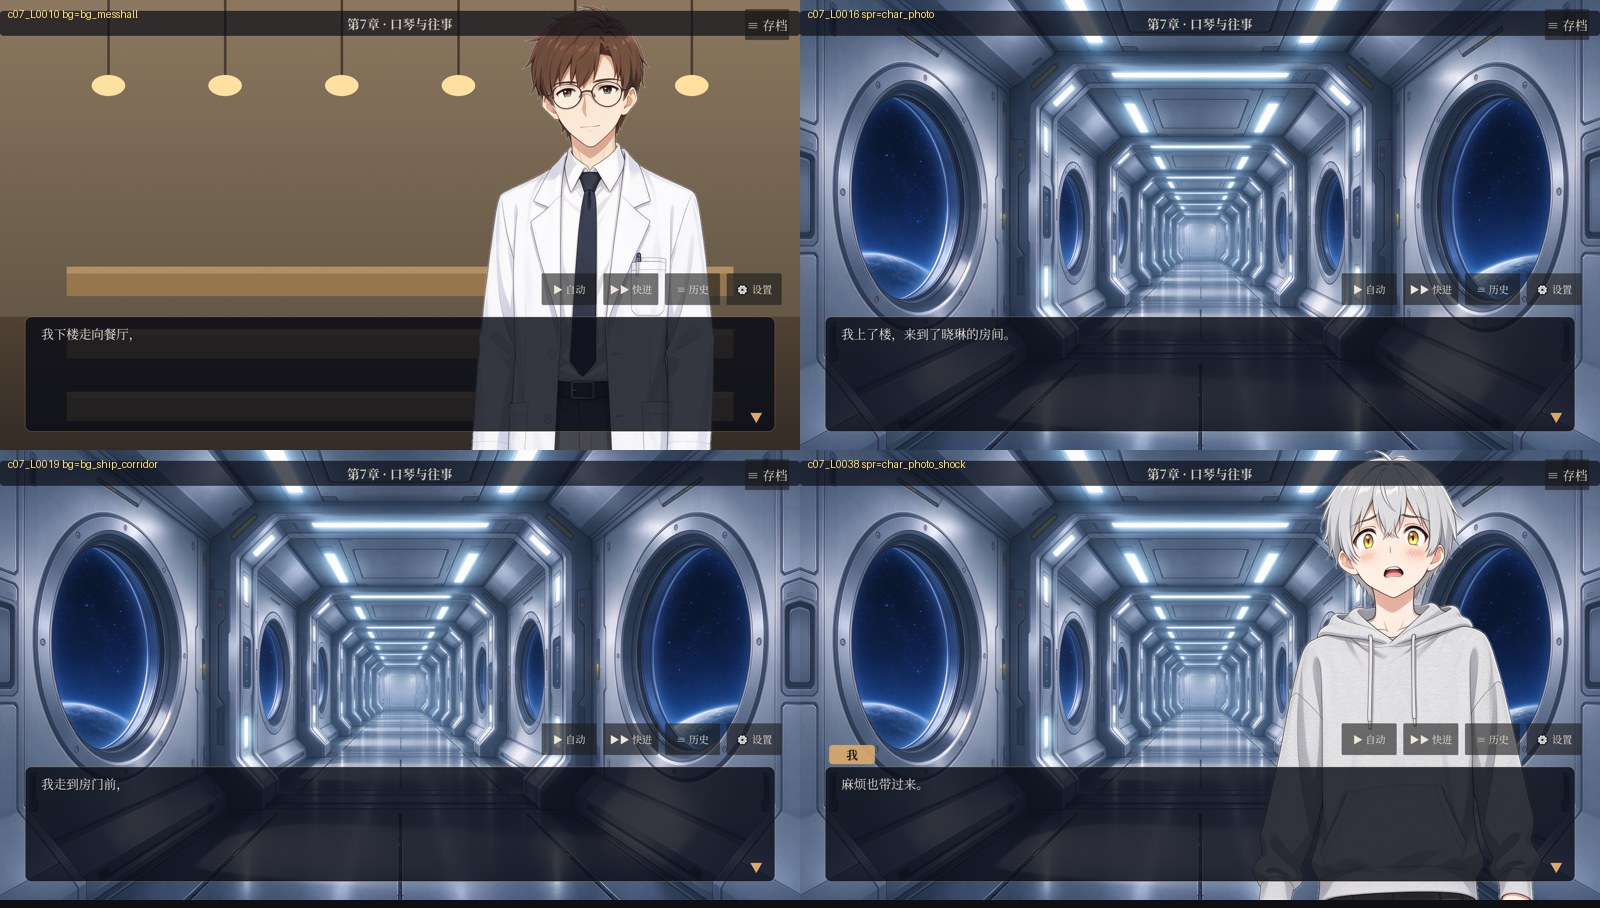 c07_L0010 bg=bg_messhall
第7章 · 口琴与往事
≡ 存档
▶ 自动
▶▶ 快进
≡ 历史
设置
我下楼走向餐厅，
c07_L0016 spr=char_photo
第7章 · 口琴与往事
≡ 存档
▶ 自动
▶▶ 快进
≡ 历史
设置
我上了楼，来到了晓琳的房间。
c07_L0019 bg=bg_ship_corridor
第7章 · 口琴与往事
≡ 存档
▶ 自动
▶▶ 快进
≡ 历史
设置
我走到房门前，
c07_L0038 spr=char_photo_shock
第7章 · 口琴与往事
≡ 存档
▶ 自动
▶▶ 快进
≡ 历史
设置
我
麻烦也带过来。